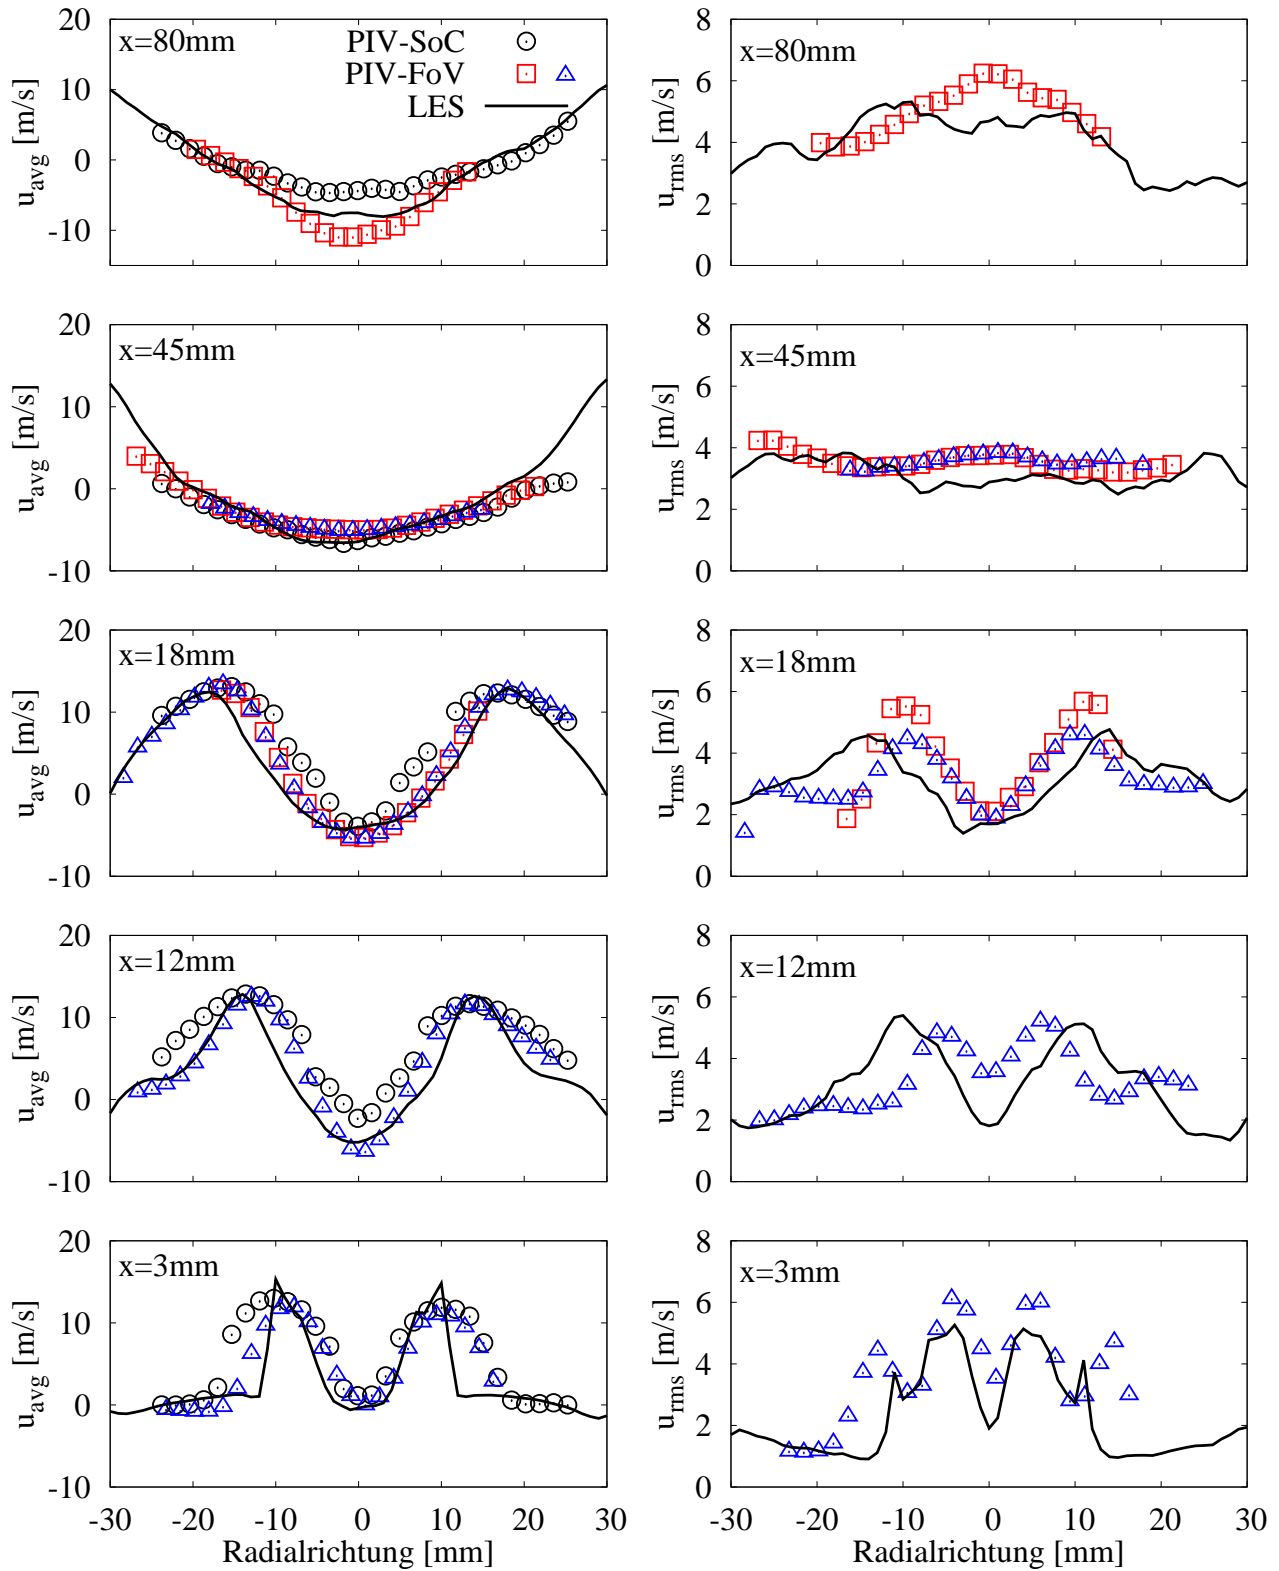 x=80mm
PIV-SoC
PIV-FoV
LES
u_avg [m/s]
20
10
0
-10
x=80mm
u_rms [m/s]
8
6
4
2
0
x=45mm
u_avg [m/s]
20
10
0
-10
x=45mm
u_rms [m/s]
8
6
4
2
0
x=18mm
u_avg [m/s]
20
10
0
-10
x=18mm
u_rms [m/s]
8
6
4
2
0
x=12mm
u_avg [m/s]
20
10
0
-10
x=12mm
u_rms [m/s]
8
6
4
2
0
x=3mm
u_avg [m/s]
20
10
0
-10
-30 -20 -10 0 10 20 30
Radialrichtung [mm]
x=3mm
u_rms [m/s]
8
6
4
2
0
-30 -20 -10 0 10 20 30
Radialrichtung [mm]